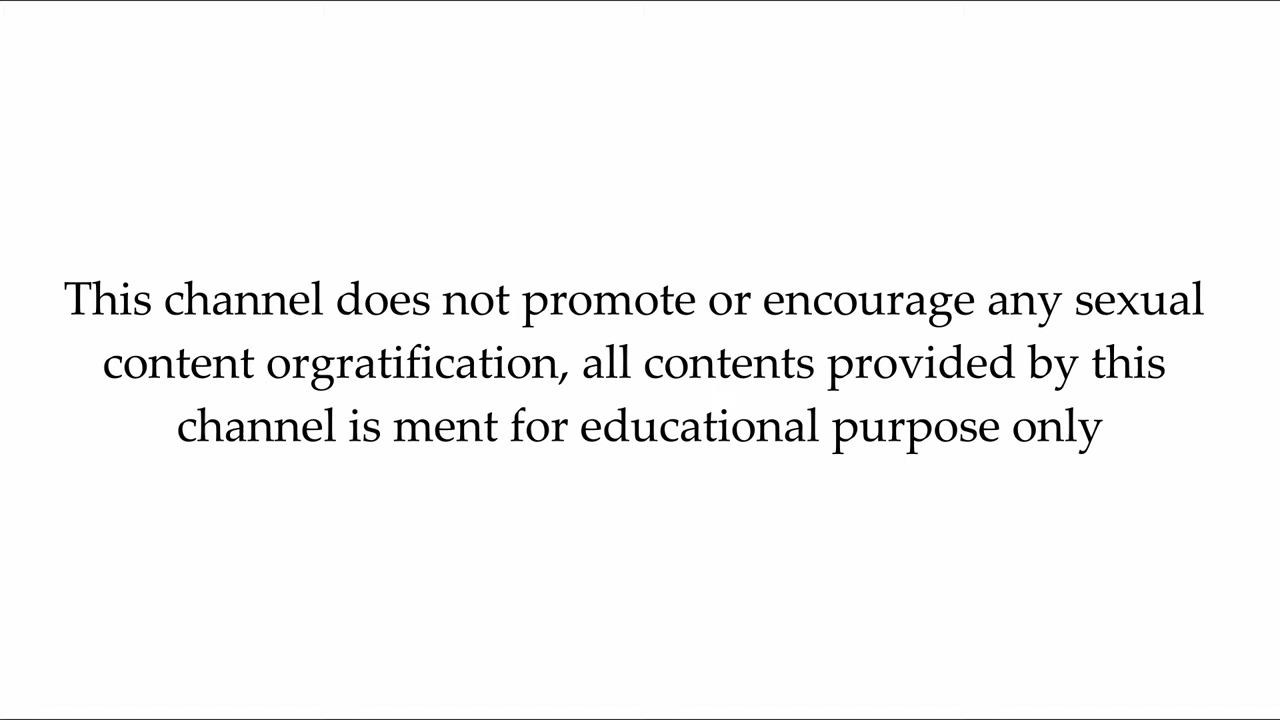 This channel does not promote or encourage any sexual
content orgratification, all contents provided by this
channel is ment for educational purpose only